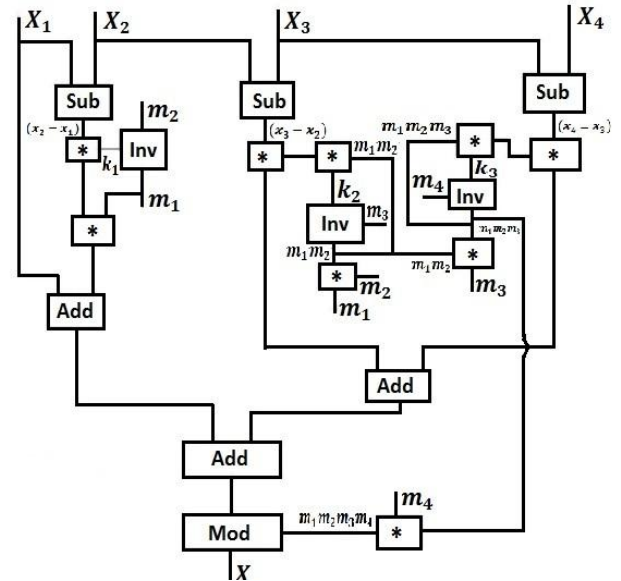 X₁ X₂ X₃ X₄
Sub Sub Sub
(x₂ − x₁) (x₃ − x₂) (x₄ − x₃)
m₂ m₁m₂m₃
* k₁ Inv * * m₁m₂ * *
k₂ m₄ k₃ Inv
m₁ Inv m₃
* m₁m₂ m₁m₂m₃
* m₂ m₁m₂ *
m₁ m₃
Add
Add
Add
m₄
Mod m₁m₂m₃m₄ *
X